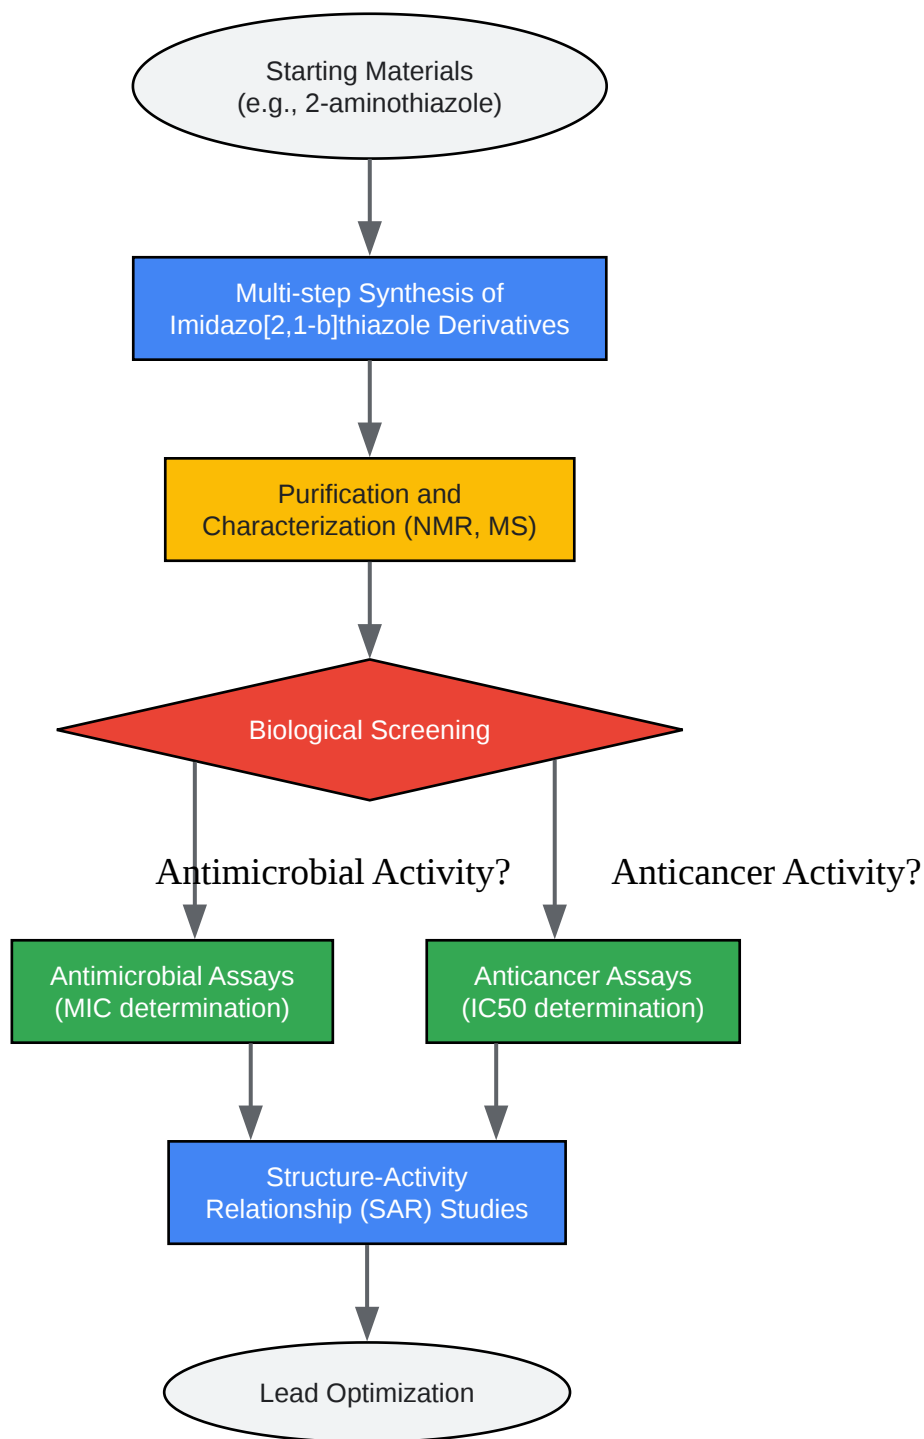 Starting Materials
(e.g., 2-aminothiazole)
Multi-step Synthesis of
Imidazo[2,1-b]thiazole Derivatives
Purification and
Characterization (NMR, MS)
Biological Screening
Antimicrobial Activity?
Anticancer Activity?
Antimicrobial Assays
(MIC determination)
Anticancer Assays
(IC50 determination)
Structure-Activity
Relationship (SAR) Studies
Lead Optimization